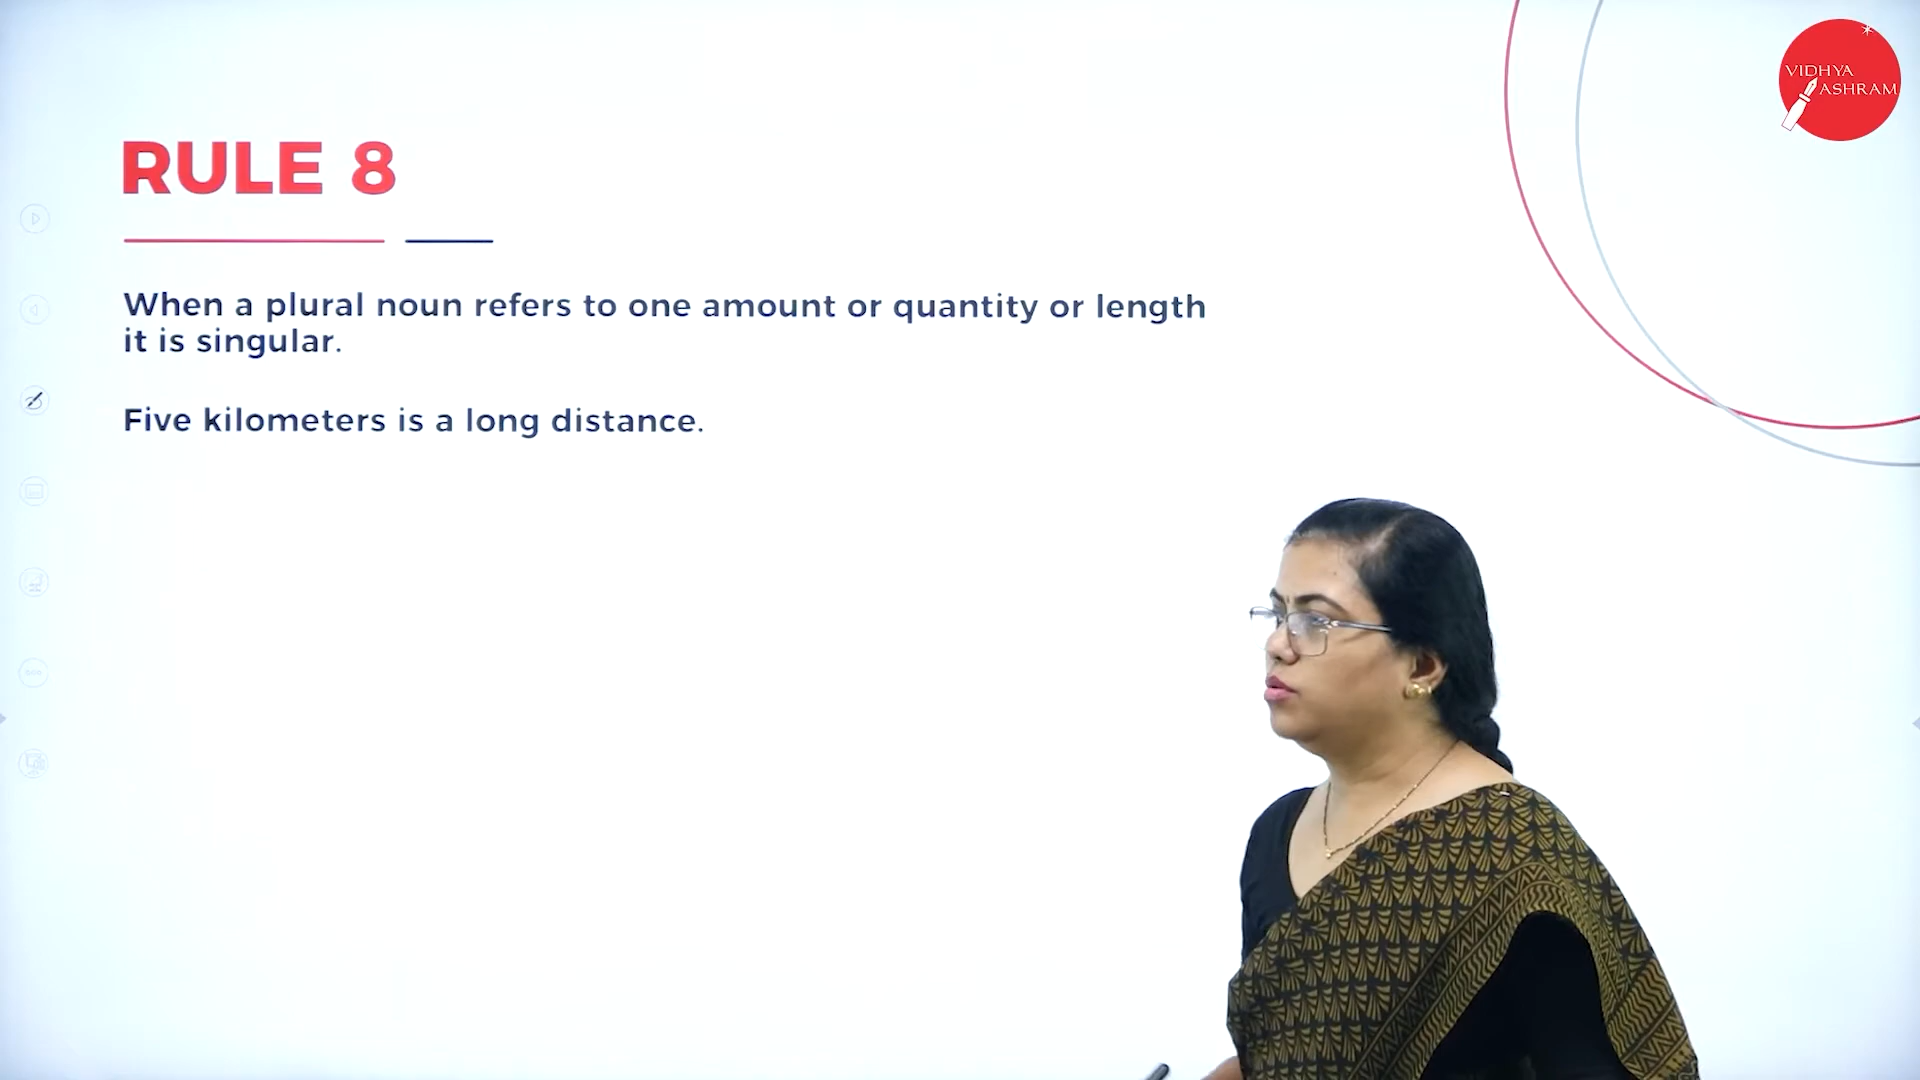 VIDHYA
ASHRAM
RULE 8
When a plural noun refers to one amount or quantity or length
it is singular.
Five kilometers is a long distance.